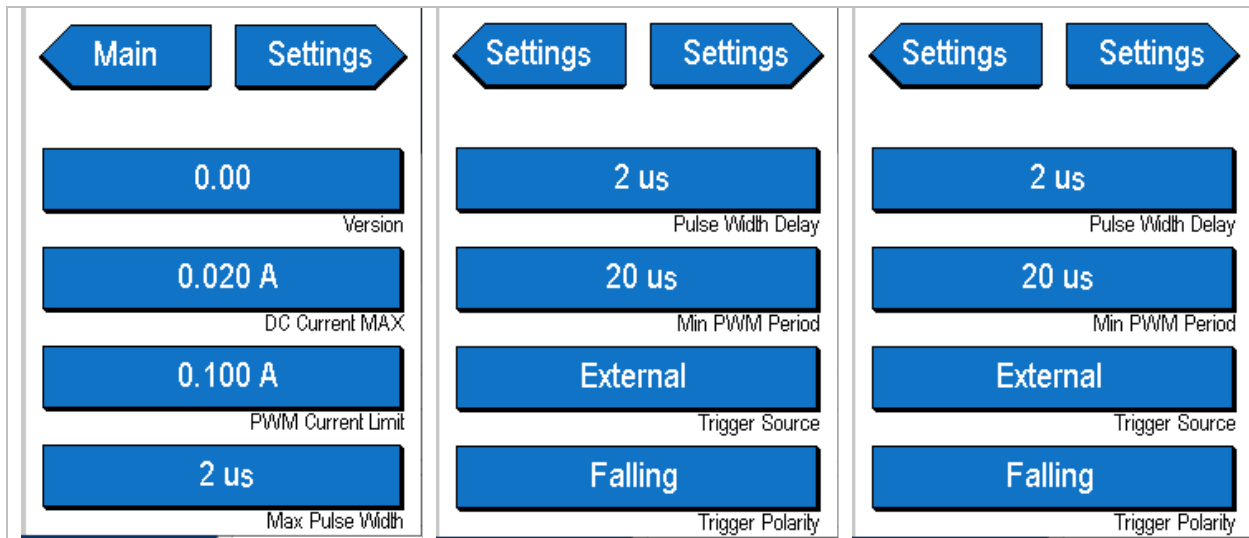 Main
Settings
0.00
Version
0.020 A
DC Current MAX
0.100 A
PWM Current Limit
2 us
Max Pulse Width
Settings
Settings
2 us
Pulse Width Delay
20 us
Min PWM Period
External
Trigger Source
Falling
Trigger Polarity
Settings
Settings
2 us
Pulse Width Delay
20 us
Min PWM Period
External
Trigger Source
Falling
Trigger Polarity